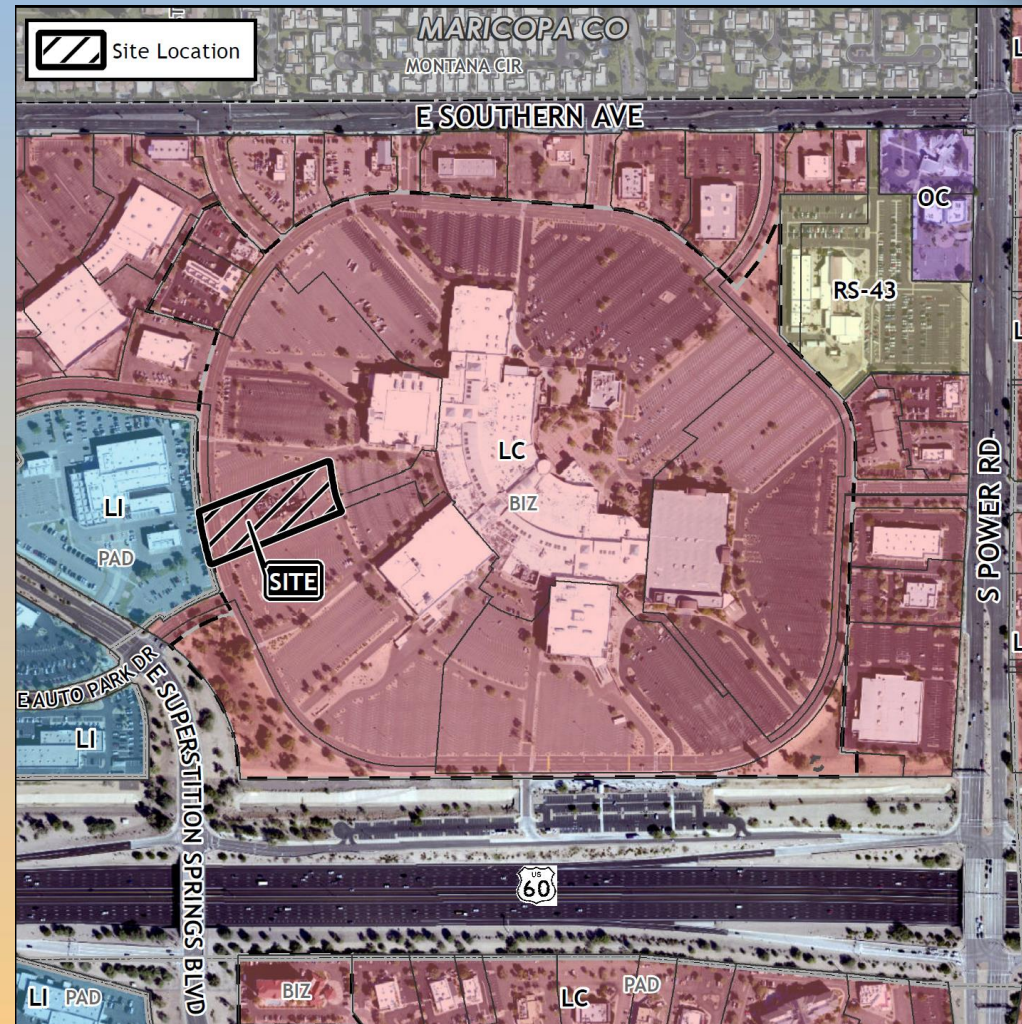 MARICOPA CO
Site Location
MONTANA CIR
E SOUTHERN AVE
OC
RS-43
LC
BIZ
S POWER RD
LI
PAD
SITE
E AUTO PARK DR
E SUPERSTITION SPRINGS BLVD
LI
US
60
LI PAD
BIZ
LC
PAD